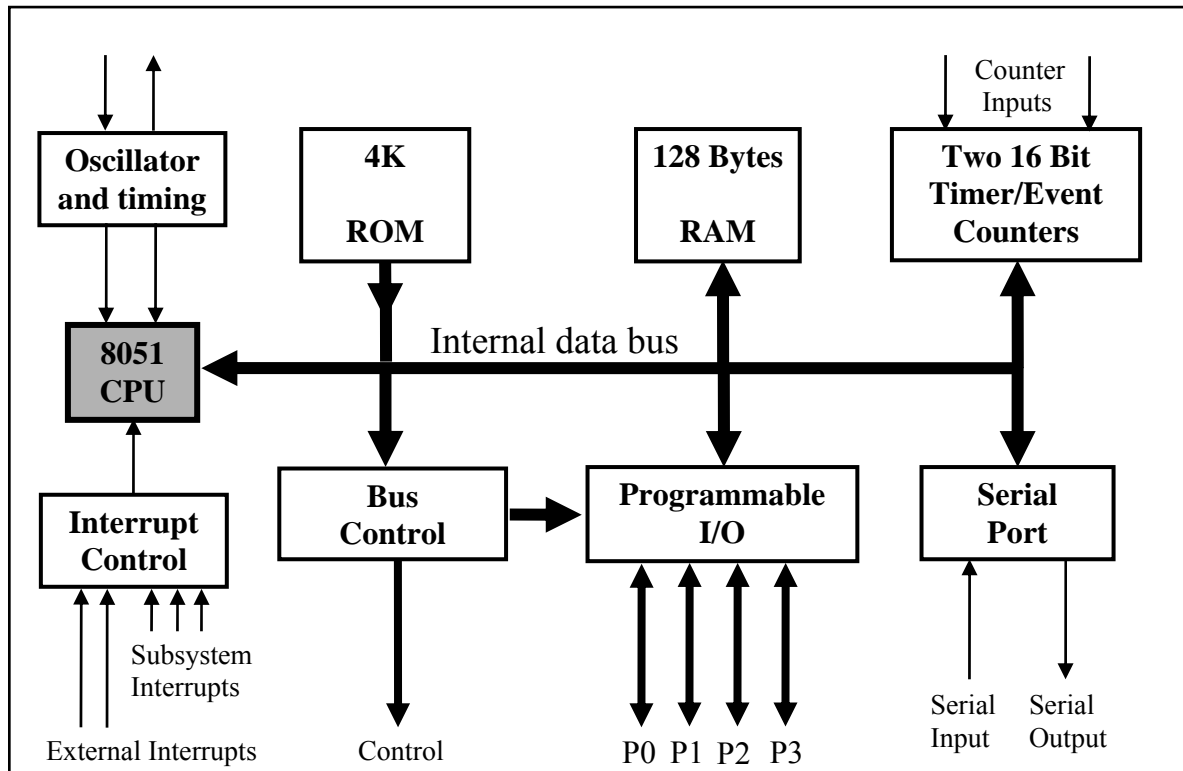 Counter
Inputs
Oscillator
and timing
4K
ROM
128 Bytes
RAM
Two 16 Bit
Timer/Event
Counters
8051
CPU
Internal data bus
Interrupt
Control
Bus
Control
Programmable
I/O
Serial
Port
Subsystem
Interrupts
External Interrupts
Control
P0 P1 P2 P3
Serial
Input
Serial
Output